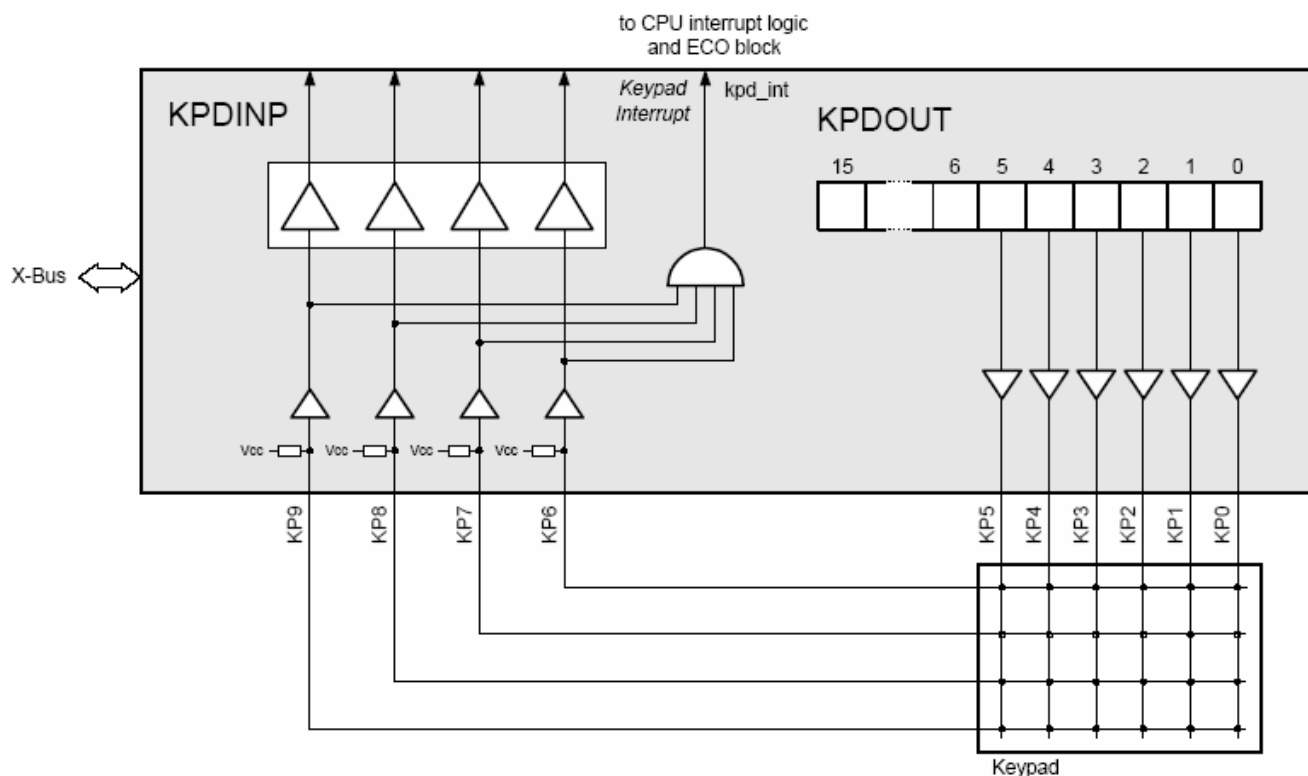 to CPU interrupt logic
and ECO block
KPDINP
Keypad
Interrupt
kpd_int
KPDOUT
15 6 5 4 3 2 1 0
X-Bus
Vcc Vcc Vcc Vcc
KP9 KP8 KP7 KP6 KP5 KP4 KP3 KP2 KP1 KP0
Keypad